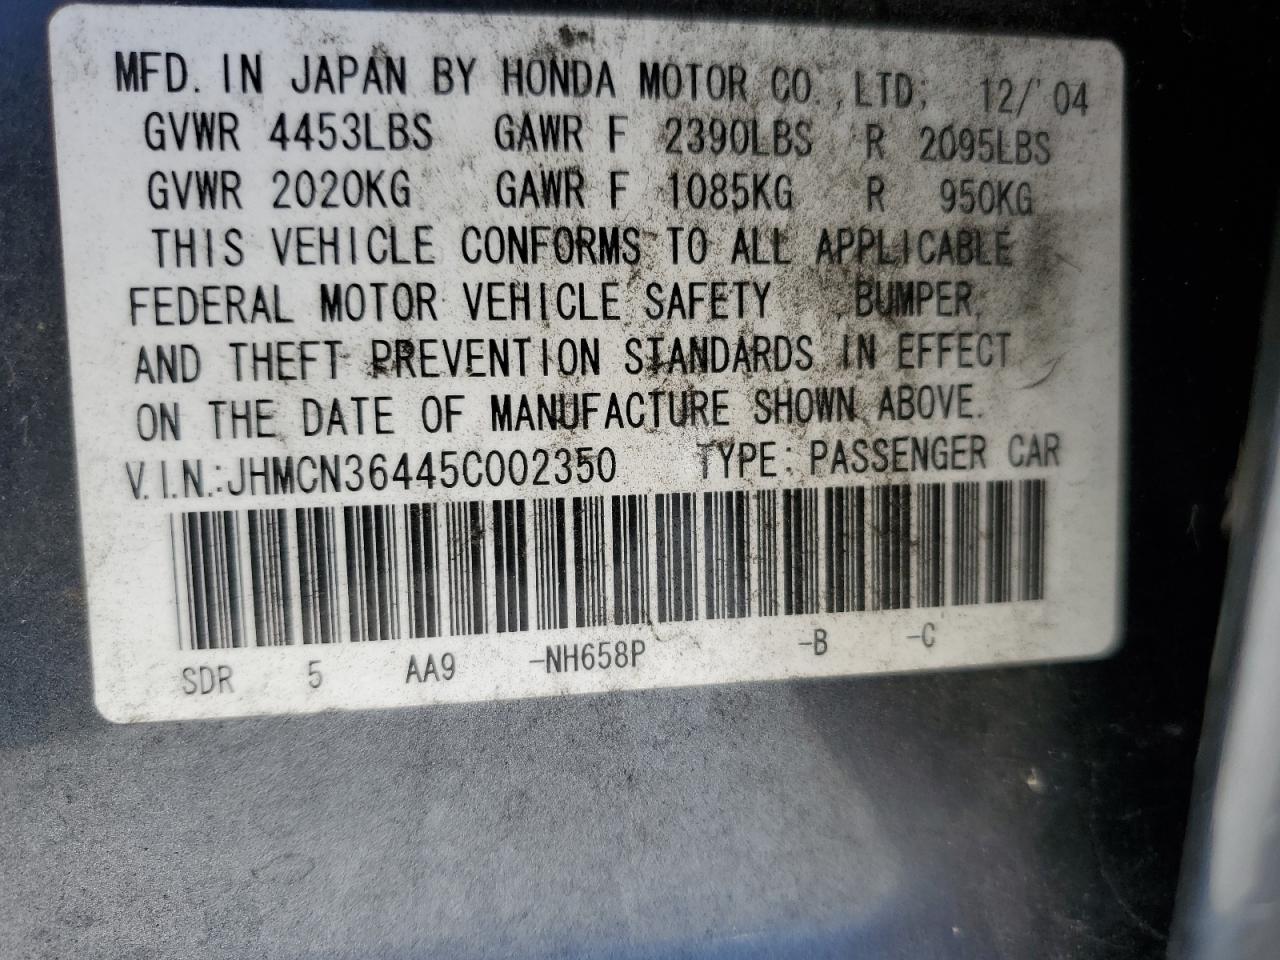 MFD. IN JAPAN BY HONDA MOTOR CO., LTD. 12/'04
GVWR 4453LBS GAWR F 2390LBS R 2095LBS
GVWR 2020KG GAWR F 1085KG R 950KG
THIS VEHICLE CONFORMS TO ALL APPLICABLE
FEDERAL MOTOR VEHICLE SAFETY , BUMPER,
AND THEFT PREVENTION STANDARDS IN EFFECT
ON THE DATE OF MANUFACTURE SHOWN ABOVE.
V.I.N.:JHMCN36445C002350 TYPE: PASSENGER CAR
SDR 5 AA9 -NH658P -B -C